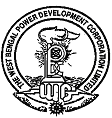 THE WEST BENGAL POWER DEVELOPMENT CORPORATION LIMITED